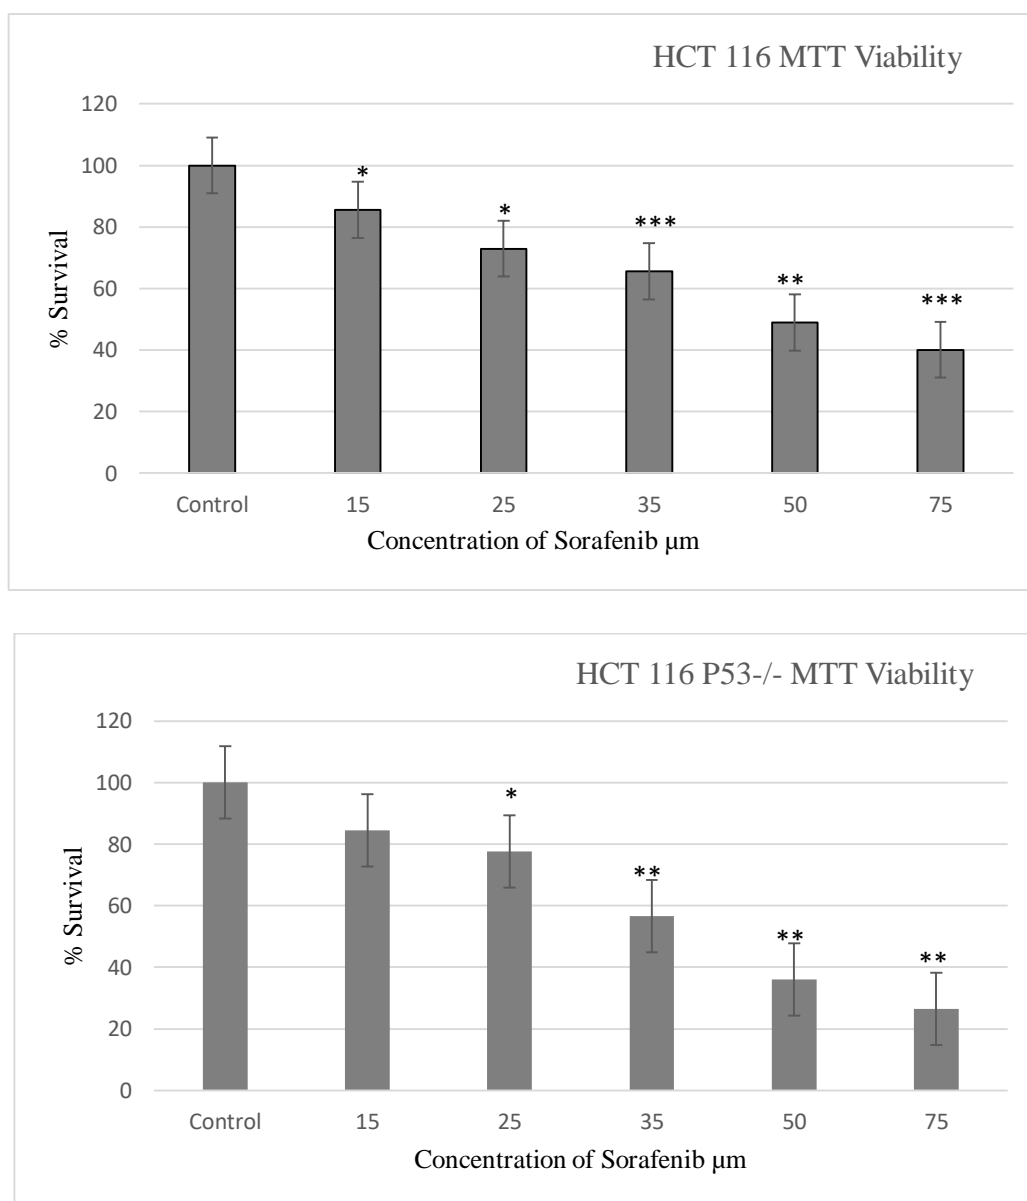 HCT 116 MTT Viability
120
100
80
60
40
20
0
% Survival
*
*
***
**
***
Control 15 25 35 50 75
Concentration of Sorafenib µm
HCT 116 P53-/- MTT Viability
120
100
80
60
40
20
0
% Survival
*
**
**
**
Control 15 25 35 50 75
Concentration of Sorafenib µm